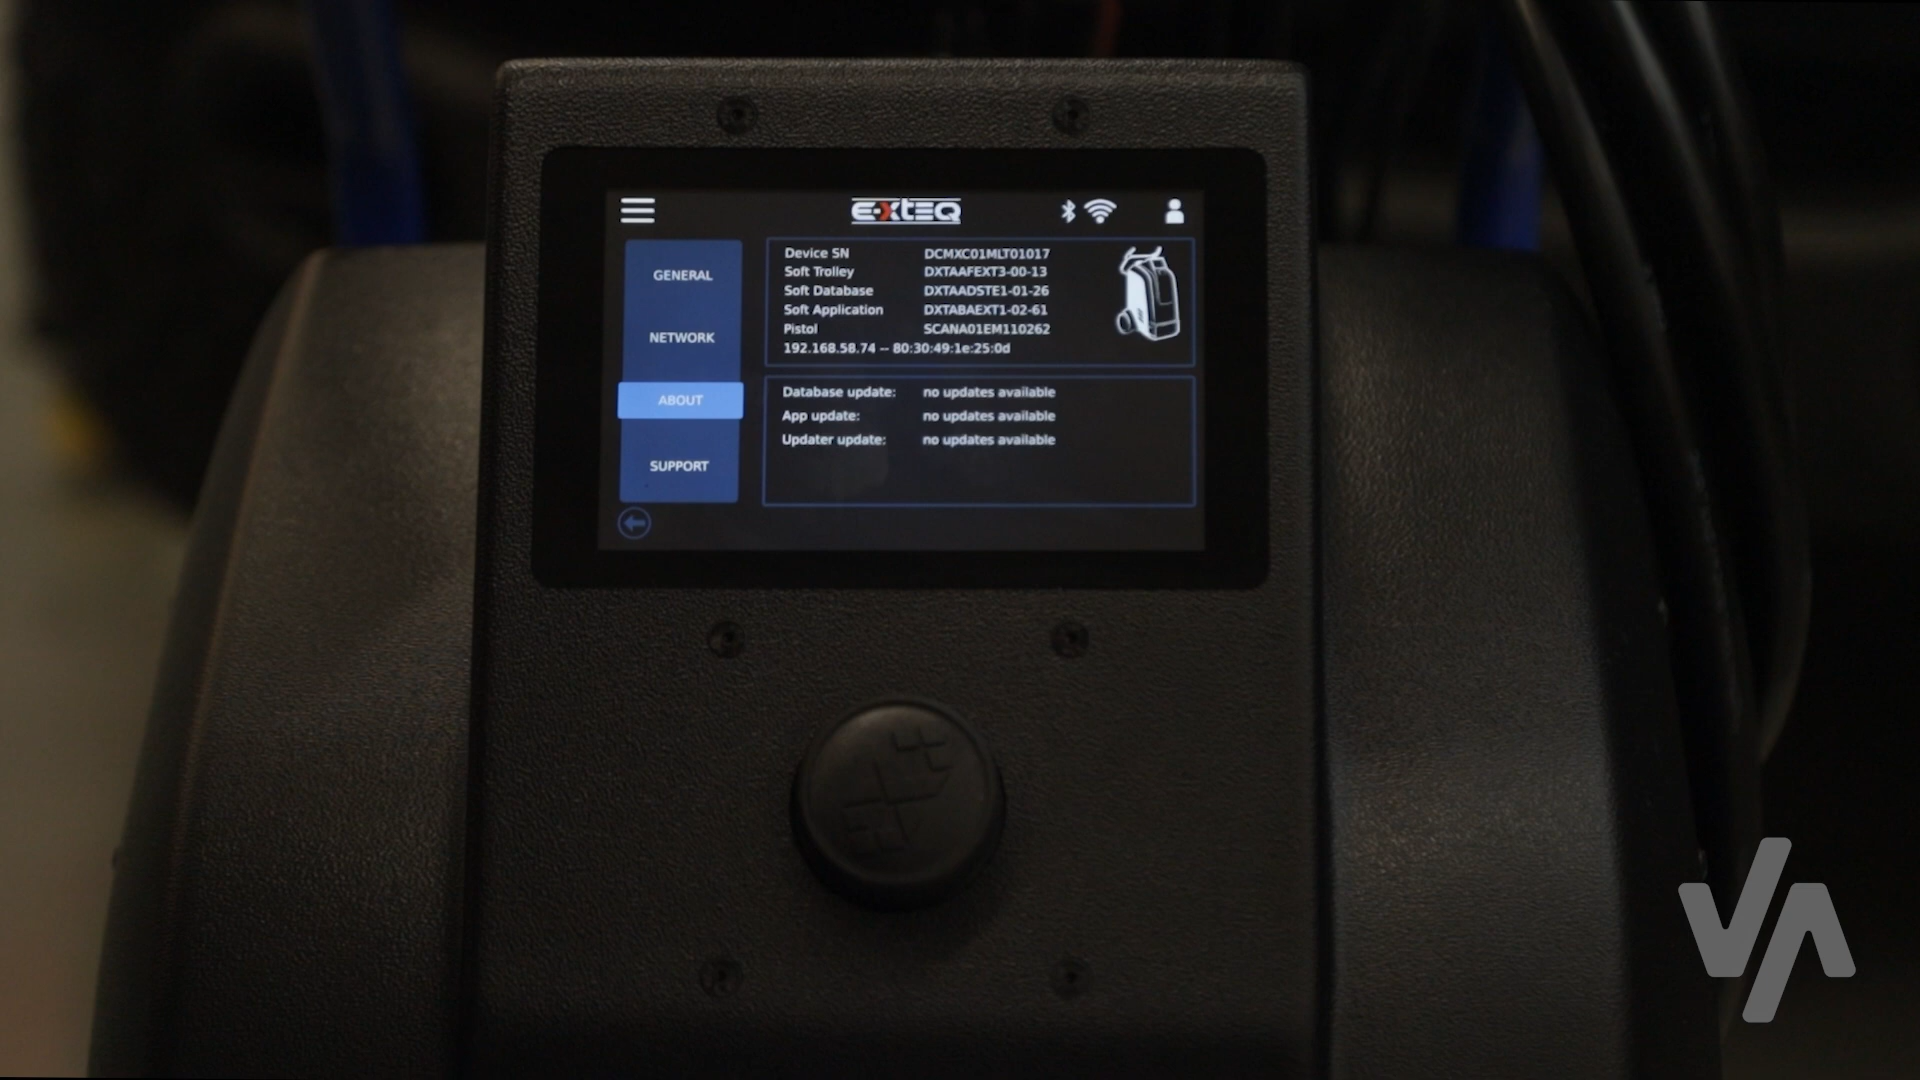 E-XTEQ
GENERAL
NETWORK
ABOUT
SUPPORT
Device SN DCMXC01MLT01017
Soft Trolley DXTAAFEXT3-00-13
Soft Database DXTAADSTE1-01-26
Soft Application DXTABAEXT1-02-61
Pistol SCANA01EM110262
192.168.58.74 -- 80:30:49:1e:25:0d
Database update: no updates available
App update: no updates available
Updater update: no updates available